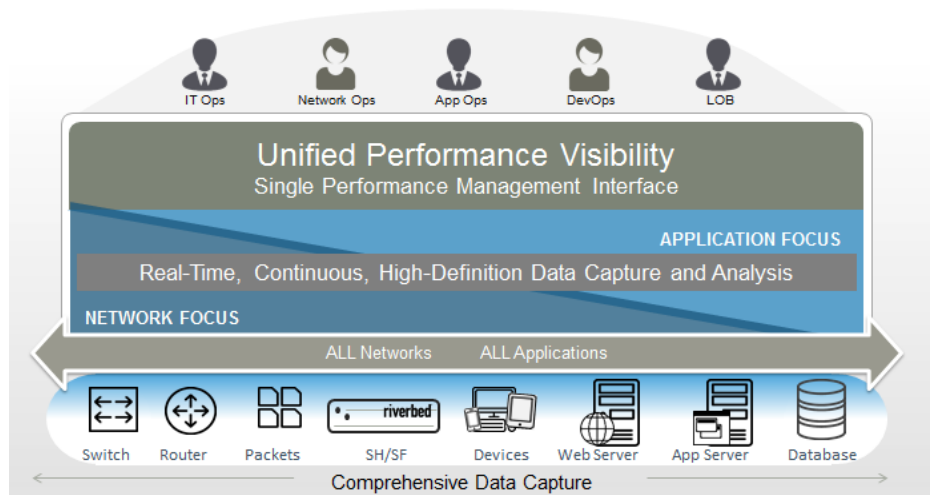 IT Ops
Network Ops
App Ops
DevOps
LOB
Unified Performance Visibility
Single Performance Management Interface
APPLICATION FOCUS
Real-Time, Continuous, High-Definition Data Capture and Analysis
NETWORK FOCUS
ALL Networks
ALL Applications
riverbed
Switch
Router
Packets
SH/SF
Devices
Web Server
App Server
Database
Comprehensive Data Capture